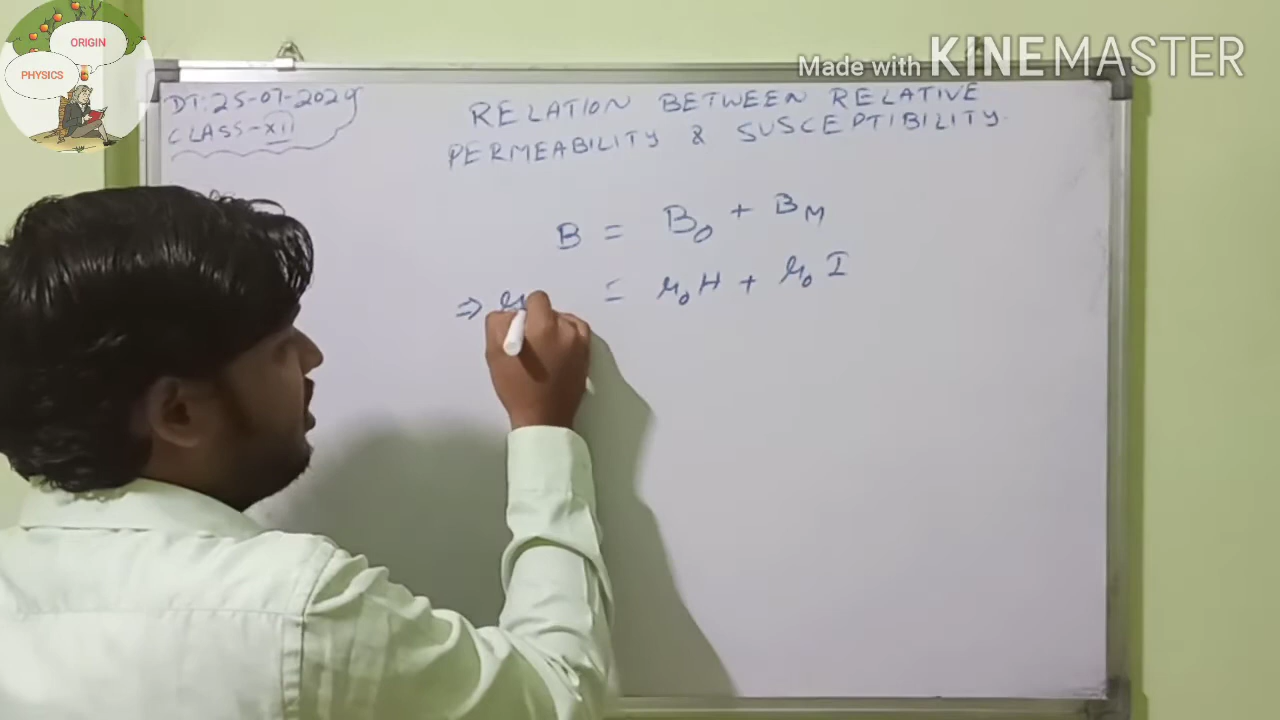 ORIGIN
PHYSICS
Made with KINEMASTER
DT:25-07-2024
CLASS-XII
RELATION BETWEEN RELATIVE
PERMEABILITY & SUSCEPTIBILITY.
B = B₀ + B_M
⇒ μ = μ₀H + μ₀I